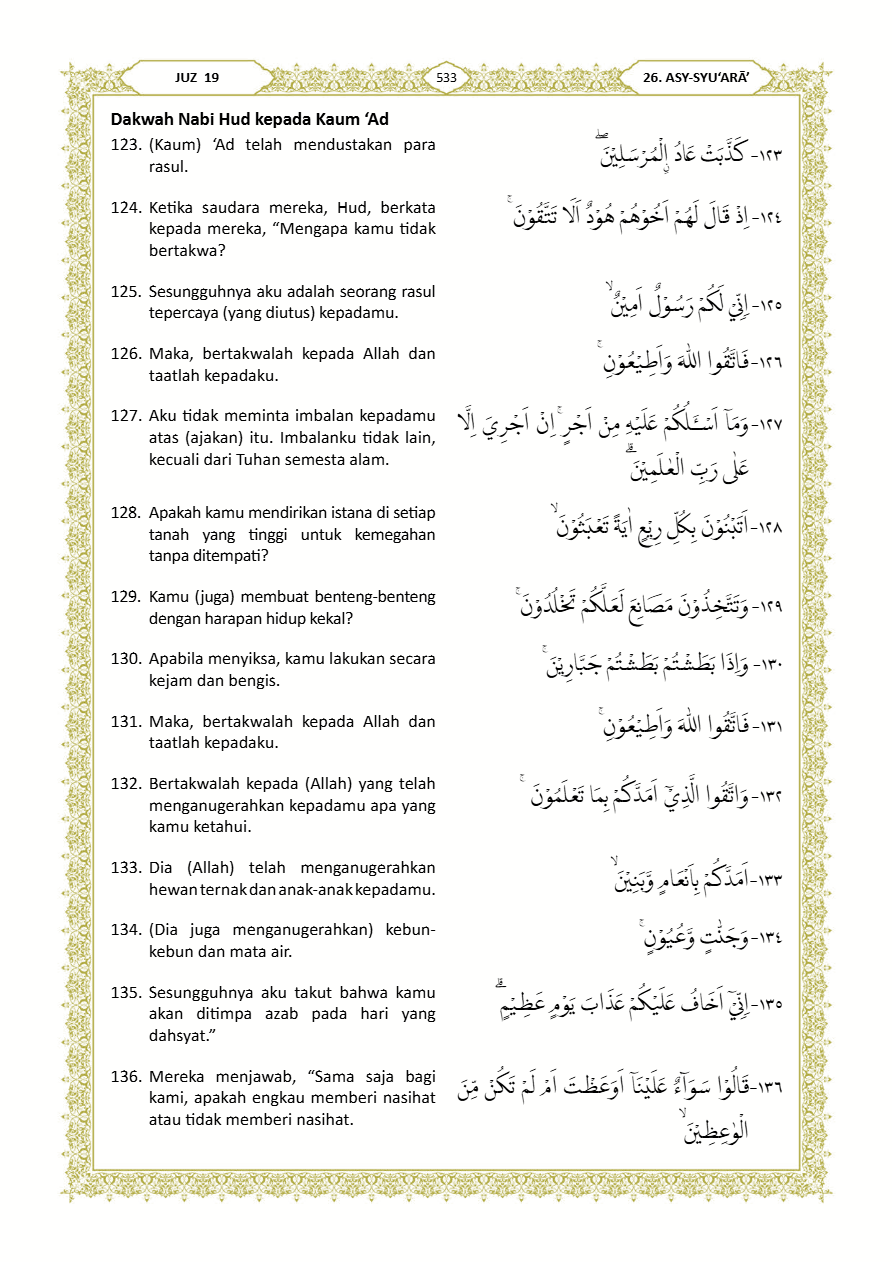 JUZ 19
533
26. ASY-SYU‘ARĀ’
Dakwah Nabi Hud kepada Kaum ‘Ad
123. (Kaum) ‘Ad telah mendustakan para
rasul.
١٢٣- كَذَّبَتْ عَادُ ࣙالْمُرْسَلِيْنَ ۖ
124. Ketika saudara mereka, Hud, berkata
kepada mereka, “Mengapa kamu tidak
bertakwa?
١٢٤- اِذْ قَالَ لَهُمْ اَخُوْهُمْ هُوْدٌ اَلَا تَتَّقُوْنَ ۚ
125. Sesungguhnya aku adalah seorang rasul
tepercaya (yang diutus) kepadamu.
١٢٥- اِنِّيْ لَكُمْ رَسُوْلٌ اَمِيْنٌ ۙ
126. Maka, bertakwalah kepada Allah dan
taatlah kepadaku.
١٢٦- فَاتَّقُوا اللّٰهَ وَاَطِيْعُوْنِ ۚ
127. Aku tidak meminta imbalan kepadamu
atas (ajakan) itu. Imbalanku tidak lain,
kecuali dari Tuhan semesta alam.
١٢٧- وَمَآ اَسْـَٔلُكُمْ عَلَيْهِ مِنْ اَجْرٍ ۚاِنْ اَجْرِيَ اِلَّا
عَلٰى رَبِّ الْعٰلَمِيْنَ ۗ
128. Apakah kamu mendirikan istana di setiap
tanah yang tinggi untuk kemegahan
tanpa ditempati?
١٢٨- اَتَبْنُوْنَ بِكُلِّ رِيْعٍ اٰيَةً تَعْبَثُوْنَ ۙ
129. Kamu (juga) membuat benteng-benteng
dengan harapan hidup kekal?
١٢٩- وَتَتَّخِذُوْنَ مَصَانِعَ لَعَلَّكُمْ تَخْلُدُوْنَ ۚ
130. Apabila menyiksa, kamu lakukan secara
kejam dan bengis.
١٣٠- وَاِذَا بَطَشْتُمْ بَطَشْتُمْ جَبَّارِيْنَ ۚ
131. Maka, bertakwalah kepada Allah dan
taatlah kepadaku.
١٣١- فَاتَّقُوا اللّٰهَ وَاَطِيْعُوْنِ ۚ
132. Bertakwalah kepada (Allah) yang telah
menganugerahkan kepadamu apa yang
kamu ketahui.
١٣٢- وَاتَّقُوا الَّذِيْٓ اَمَدَّكُمْ بِمَا تَعْلَمُوْنَ ۚ
133. Dia (Allah) telah menganugerahkan
hewan ternak dan anak-anak kepadamu.
١٣٣- اَمَدَّكُمْ بِاَنْعَامٍ وَّبَنِيْنَ ۙ
134. (Dia juga menganugerahkan) kebun-
kebun dan mata air.
١٣٤- وَجَنّٰتٍ وَّعُيُوْنٍ ۚ
135. Sesungguhnya aku takut bahwa kamu
akan ditimpa azab pada hari yang
dahsyat.”
١٣٥- اِنِّيْٓ اَخَافُ عَلَيْكُمْ عَذَابَ يَوْمٍ عَظِيْمٍ ۗ
136. Mereka menjawab, “Sama saja bagi
kami, apakah engkau memberi nasihat
atau tidak memberi nasihat.
١٣٦- قَالُوْا سَوَاۤءٌ عَلَيْنَآ اَوَعَظْتَ اَمْ لَمْ تَكُنْ مِّنَ
الْوٰعِظِيْنَ ۙ